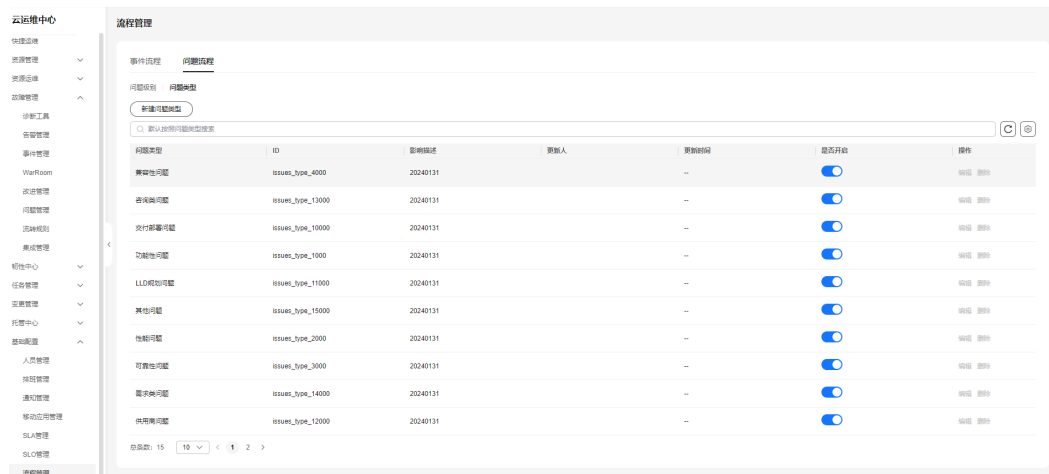 云运维中心
快捷运维
资源管理
资源运维
故障管理
诊断工具
告警管理
事件管理
WarRoom
改进管理
问题管理
流转规则
集成管理
韧性中心
任务管理
变更管理
托管中心
基础配置
人员管理
排班管理
通知管理
移动应用管理
SLA管理
SLO管理
流程管理
流程管理
事件流程 问题流程
问题级别 问题类型
新建问题类型
默认按照问题类型搜索
问题类型 ID 影响描述 更新人 更新时间 是否开启 操作
兼容性问题 issues_type_4000 20240131 -- 编辑 删除
咨询类问题 issues_type_13000 20240131 -- 编辑 删除
交付部署问题 issues_type_10000 20240131 -- 编辑 删除
功能性问题 issues_type_1000 20240131 -- 编辑 删除
LLD规划问题 issues_type_11000 20240131 -- 编辑 删除
其他问题 issues_type_15000 20240131 -- 编辑 删除
性能问题 issues_type_2000 20240131 -- 编辑 删除
可靠性问题 issues_type_3000 20240131 -- 编辑 删除
需求类问题 issues_type_14000 20240131 -- 编辑 删除
供用商问题 issues_type_12000 20240131 -- 编辑 删除
总条数: 15 10 < 1 2 >